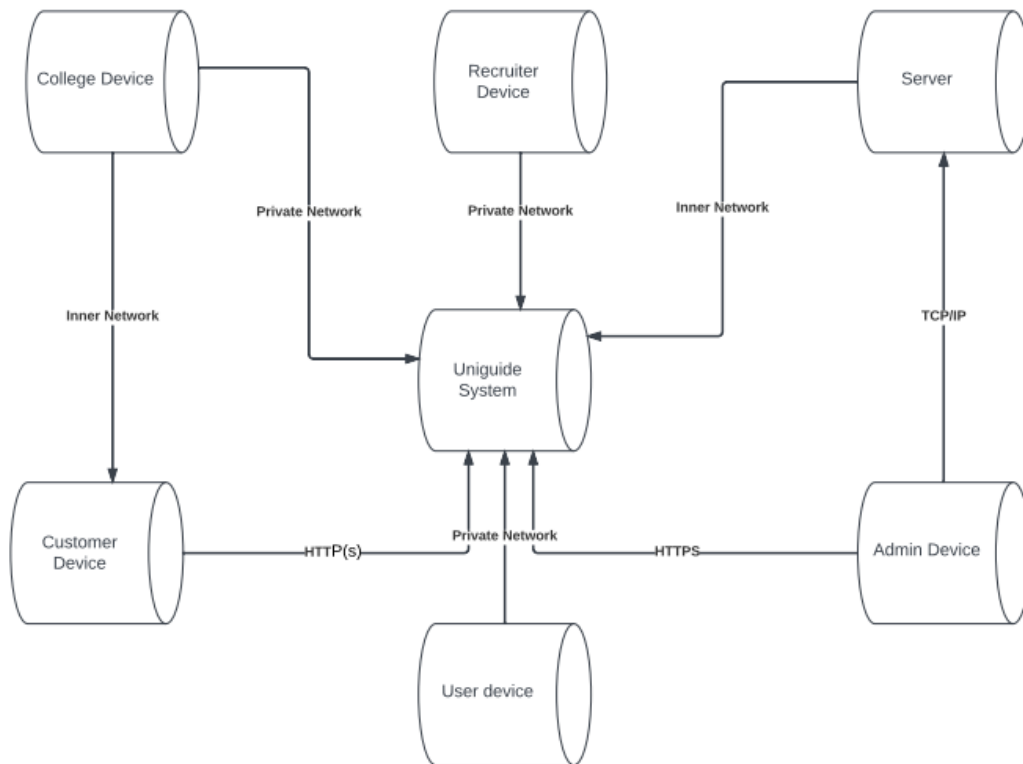 College Device
Recruiter
Device
Server
Private Network
Private Network
Inner Network
Inner Network
TCP/IP
Uniguide
System
Customer
Device
HTTP(s)
Private Network
HTTPS
Admin Device
User device